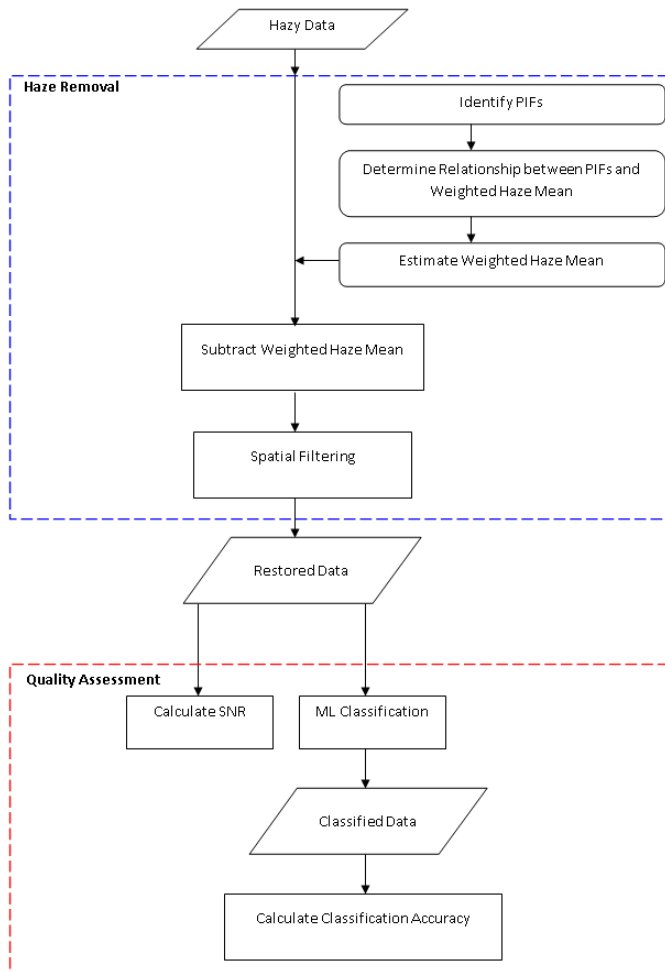 Hazy Data
Haze Removal
Identify PIFs
Determine Relationship between PIFs and
Weighted Haze Mean
Estimate Weighted Haze Mean
Subtract Weighted Haze Mean
Spatial Filtering
Restored Data
Quality Assessment
Calculate SNR
ML Classification
Classified Data
Calculate Classification Accuracy